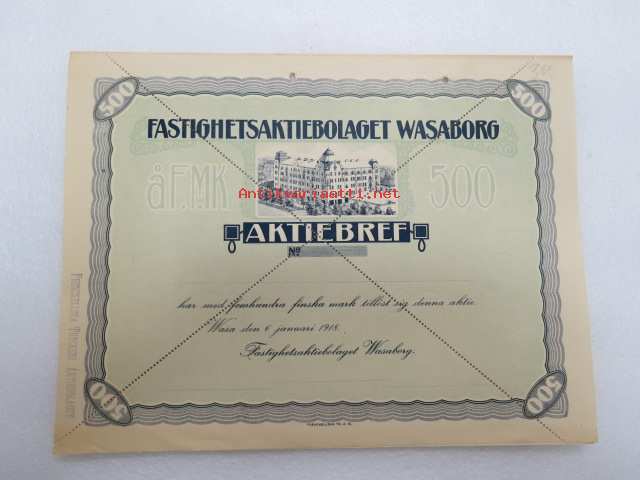 500
500
FASTIGHETSAKTIEBOLAGET WASABORG
å F.MK 500
Antikvariaatti.net
AKTIEBREF
No
har med femhundra finska mark tillöst sig denna aktie.
Wasa den 6 januari 1918.
Fastighetsaktiebolaget Wasaborg.
500
500